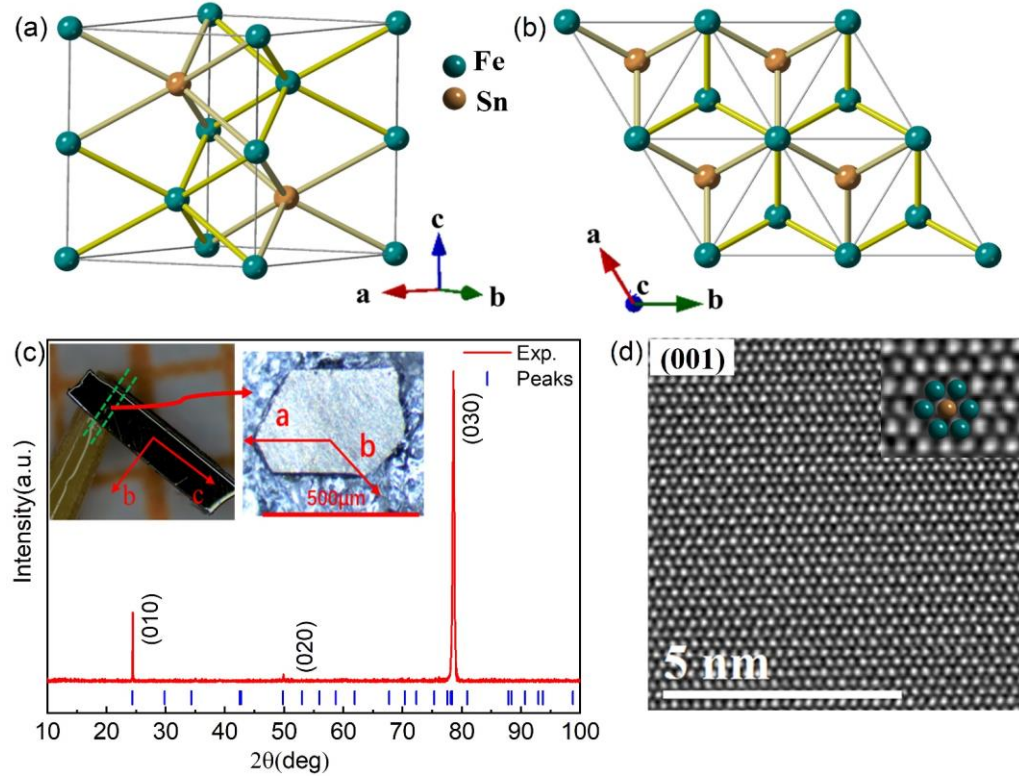 (a)
Fe
Sn
c
a
b
(b)
a
c
b
(c)
Exp.
Peaks
a
b
b
c
500μm
(010)
(020)
(030)
Intensity(a.u.)
10 20 30 40 50 60 70 80 90 100
2θ(deg)
(d)
(001)
5 nm